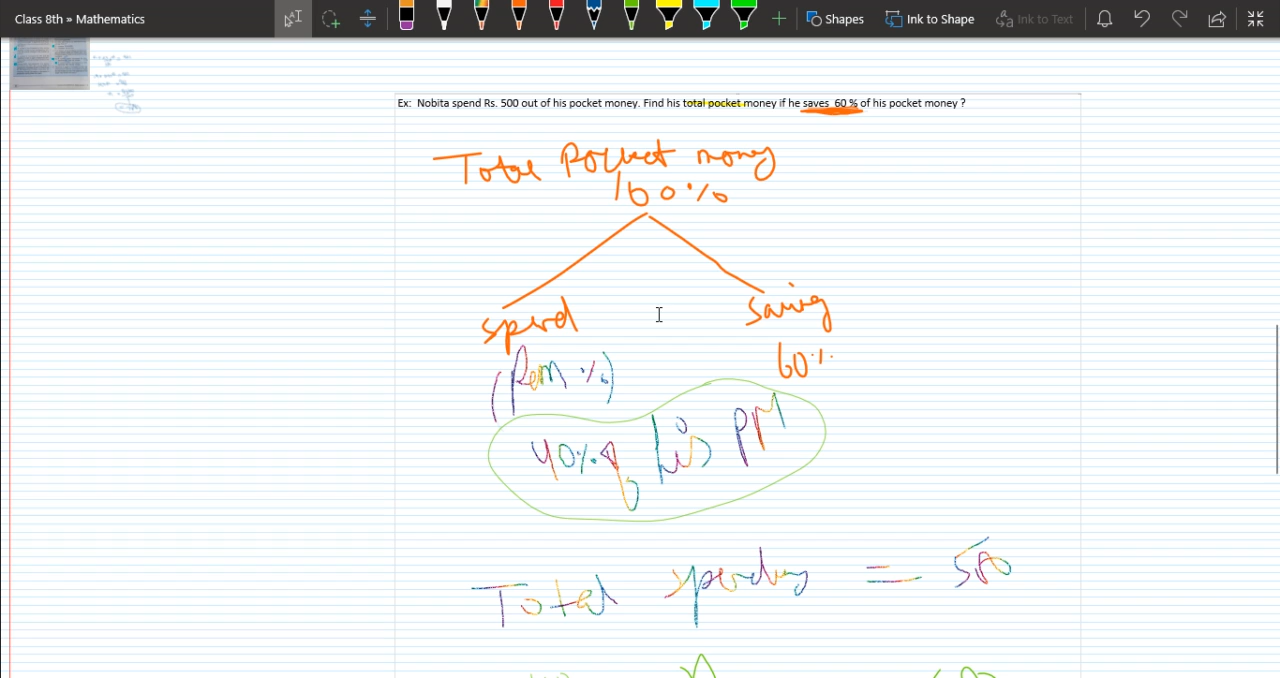 Class 8th » Mathematics
Shapes
Ink to Shape
Ink to Text
Ex: Nobita spend Rs. 500 out of his pocket money. Find his total pocket money if he saves 60 % of his pocket money ?
Total Pocket money
100%
spend
saving
(Rem %)
60%
40% of his PM
Total spending = 500